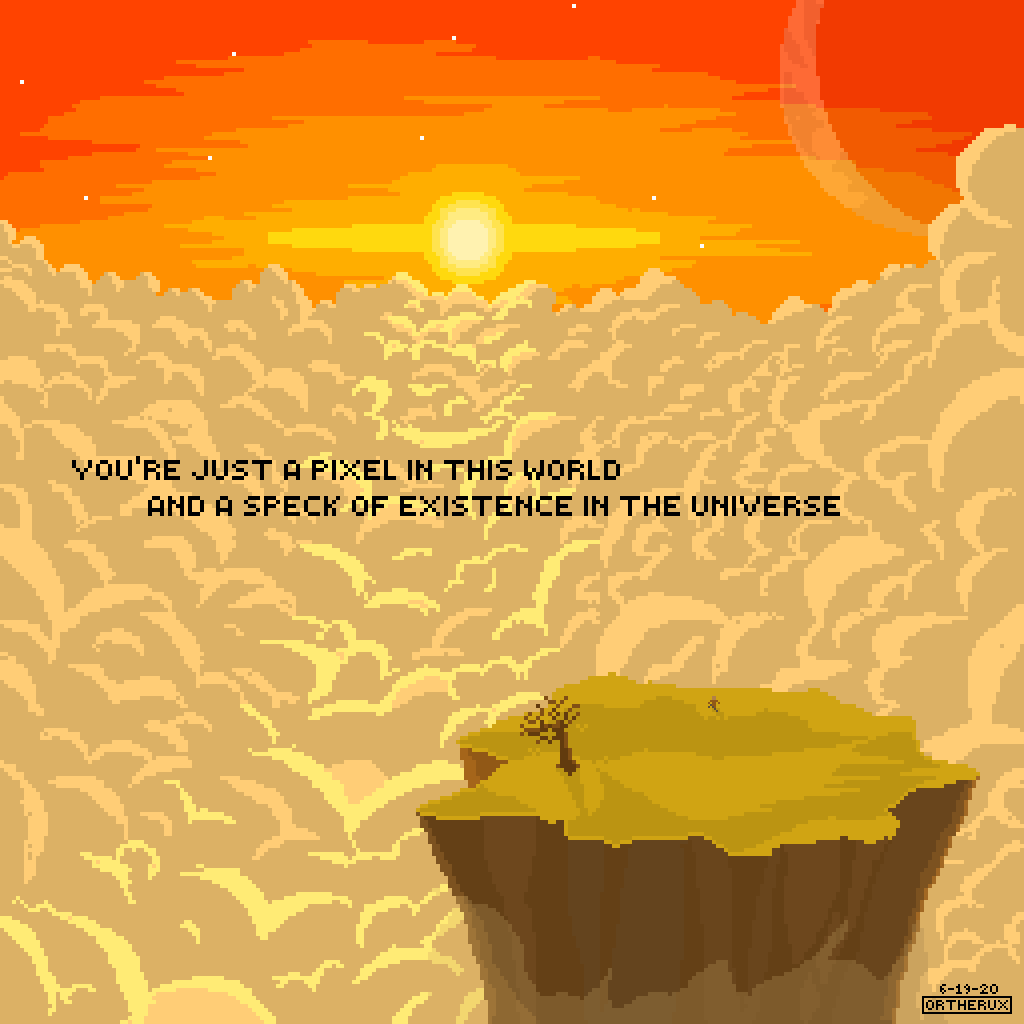 YOU'RE JUST A PIXEL IN THIS WORLD
AND A SPECK OF EXISTENCE IN THE UNIVERSE
6-19-20
ORTHERUX